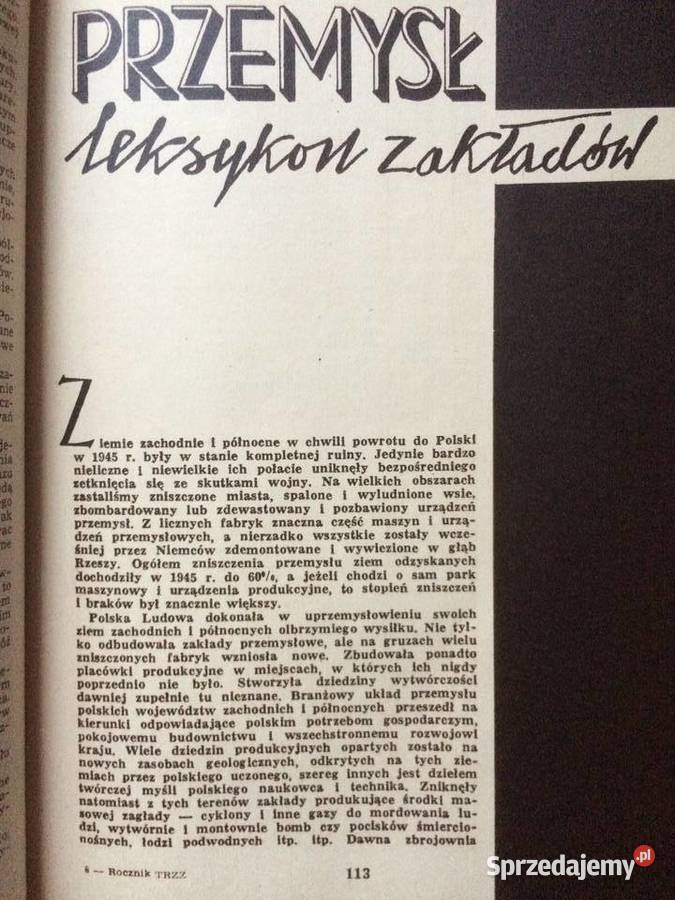 PRZEMYSŁ
leksykon zakładów
Ziemie zachodnie i północne w chwili powrotu do Polski
w 1945 r. były w stanie kompletnej ruiny. Jedynie bardzo
nieliczne i niewielkie ich połacie uniknęły bezpośredniego
zetknięcia się ze skutkami wojny. Na wielkich obszarach
zastaliśmy zniszczone miasta, spalone i wyludnione wsie,
zbombardowany lub zdewastowany i pozbawiony urządzeń
przemysł. Z licznych fabryk znaczna część maszyn i urzą-
dzeń przemysłowych, a nierzadko wszystkie zostały wcze-
śniej przez Niemców zdemontowane i wywiezione w głąb
Rzeszy. Ogółem zniszczenia przemysłu ziem odzyskanych
dochodziły w 1945 r. do 60%, a jeżeli chodzi o sam park
maszynowy i urządzenia produkcyjne, to stopień zniszczeń
i braków był znacznie większy.
Polska Ludowa dokonała w uprzemysłowieniu swoich
ziem zachodnich i północnych olbrzymiego wysiłku. Nie tyl-
ko odbudowała zakłady przemysłowe, ale na gruzach wielu
zniszczonych fabryk wzniosła nowe. Zbudowała ponadto
placówki produkcyjne w miejscach, w których ich nigdy
poprzednio nie było. Stworzyła dziedziny wytwórczości
dawniej zupełnie tu nieznane. Branżowy układ przemysłu
polskich województw zachodnich i północnych przeszedł na
kierunki odpowiadające polskim potrzebom gospodarczym,
pokojowemu budownictwu i wszechstronnemu rozwojowi
kraju. Wiele dziedzin produkcyjnych opartych zostało na
nowych zasobach geologicznych, odkrytych na tych zie-
miach przez polskiego uczonego, szereg innych jest dziełem
twórczej myśli polskiego naukowca i technika. Zniknęły
natomiast z tych terenów zakłady produkujące środki ma-
sowej zagłady — cyklony i inne gazy do mordowania lu-
dzi, wytwórnie i montownie bomb czy pocisków śmiercio-
nośnych, łodzi podwodnych itp. itp. Dawna zbrojownia
8 — Rocznik TRZZ
113
Sprzedajemy.pl